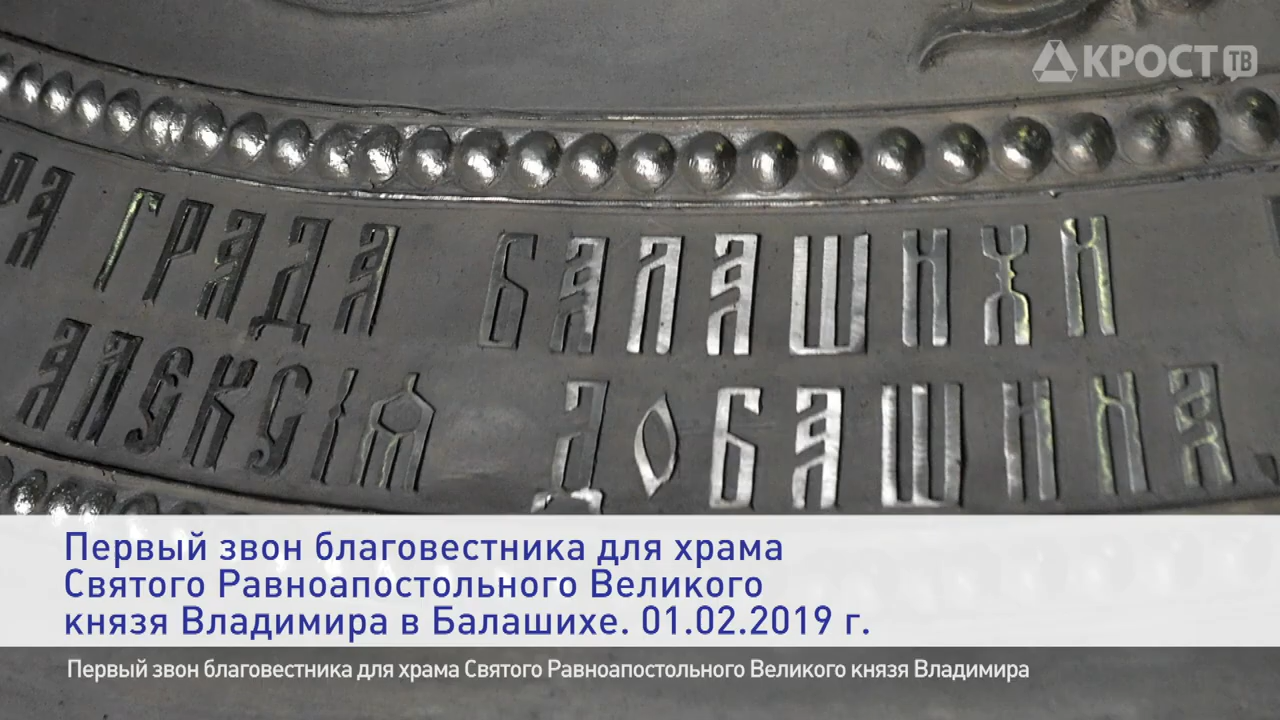 КРОСТ ТВ
РА ГРАДА БАЛАШИХИ
АЛЕКСІЯ ДОБАШИНА
Первый звон благовестника для храма
Святого Равноапостольного Великого
князя Владимира в Балашихе. 01.02.2019 г.
Первый звон благовестника для храма Святого Равноапостольного Великого князя Владимира